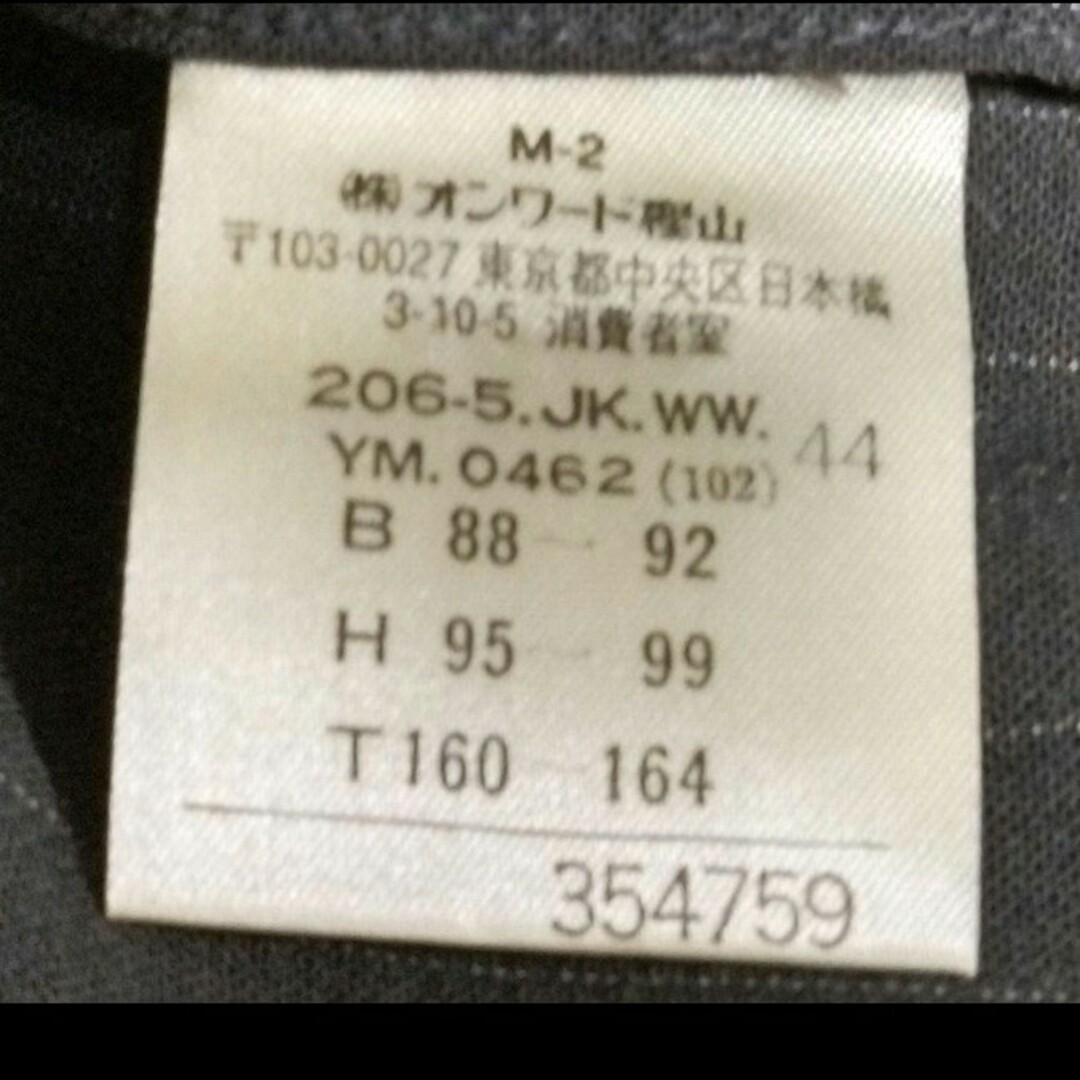 M-2
(株)オンワード樫山
〒103-0027 東京都中央区日本橋
3-10-5 消費者室
206-5.JK.WW.
YM.0462(102) 44
B 88 — 92
H 95 — 99
T 160 — 164
354759